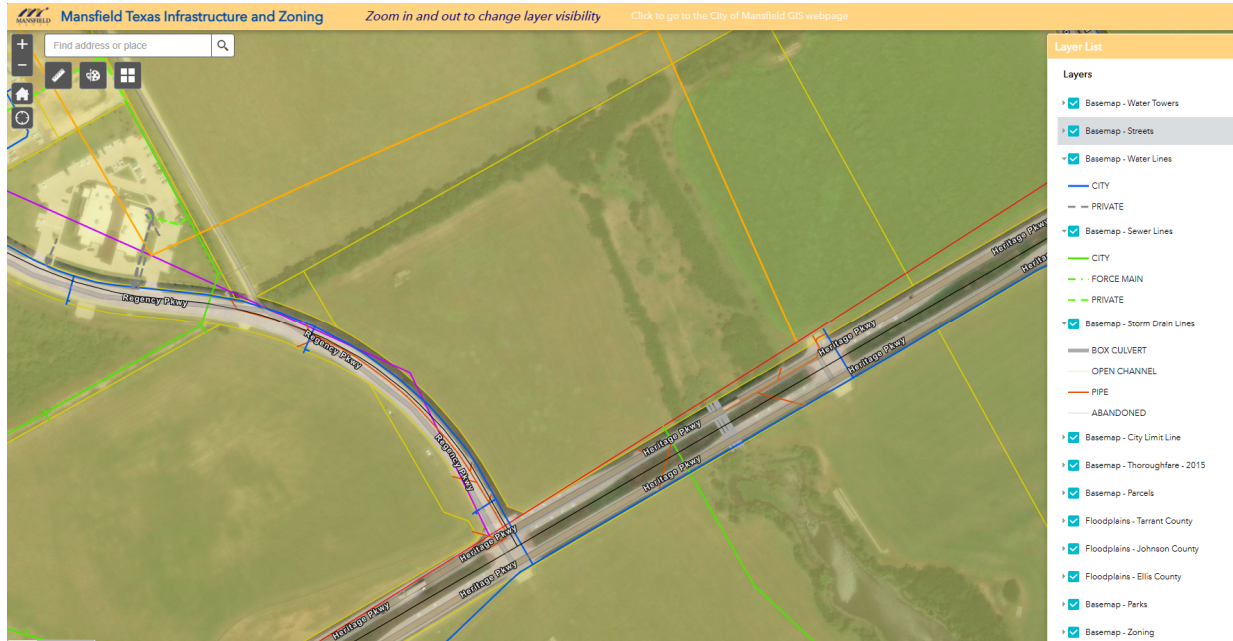 MANSFIELD
Mansfield Texas Infrastructure and Zoning
Zoom in and out to change layer visibility
Click to go to the City of Mansfield GIS webpage
Find address or place
Layer List
Layers
Basemap - Water Towers
Basemap - Streets
Basemap - Water Lines
CITY
PRIVATE
Basemap - Sewer Lines
CITY
FORCE MAIN
PRIVATE
Basemap - Storm Drain Lines
BOX CULVERT
OPEN CHANNEL
PIPE
ABANDONED
Basemap - City Limit Line
Basemap - Thoroughfare - 2015
Basemap - Parcels
Floodplains - Tarrant County
Floodplains - Johnson County
Floodplains - Ellis County
Basemap - Parks
Basemap - Zoning
Heritage Pkwy
Heritage
Regency Pkwy
Regency Pkwy
Heritage Pkwy
Heritage Pkwy
Regency Pkwy
Heritage Pkwy
Heritage Pkwy
Heritage Pkwy
Heritage Pkwy
Heritage Pkwy